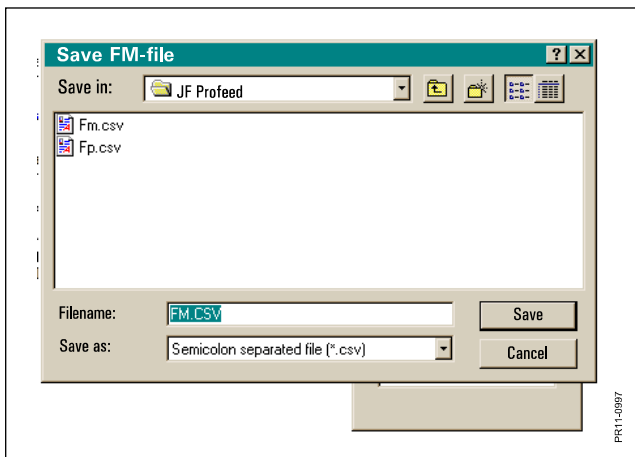 Save FM-file
Save in: JF Profeed
Fm.csv
Fp.csv
Filename: FM.CSV Save
Save as: Semicolon separated file (*.csv) Cancel
PR11-0997